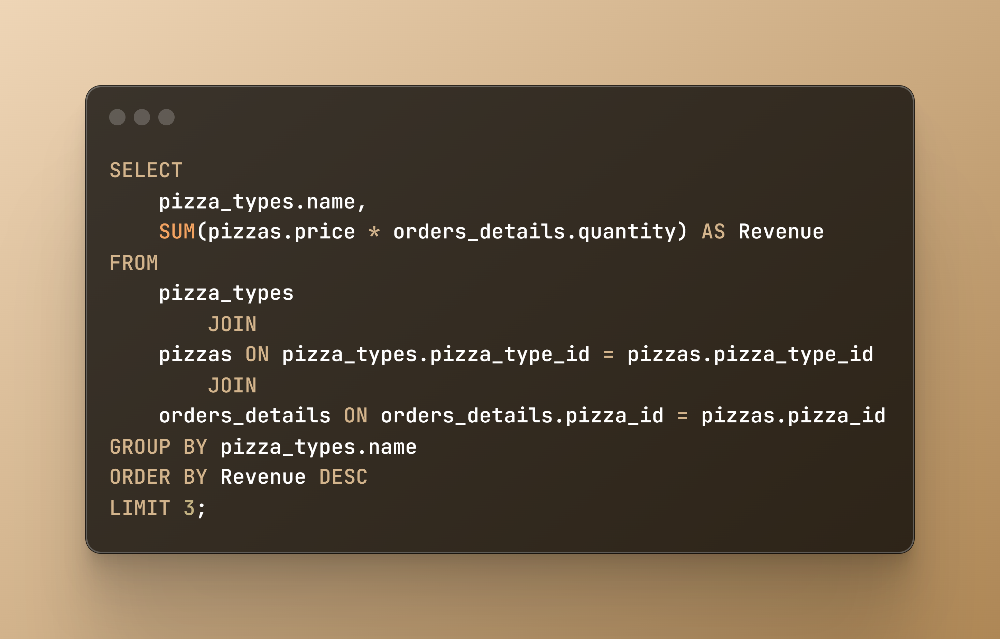 SELECT
    pizza_types.name,
    SUM(pizzas.price * orders_details.quantity) AS Revenue
FROM
    pizza_types
        JOIN
    pizzas ON pizza_types.pizza_type_id = pizzas.pizza_type_id
        JOIN
    orders_details ON orders_details.pizza_id = pizzas.pizza_id
GROUP BY pizza_types.name
ORDER BY Revenue DESC
LIMIT 3;